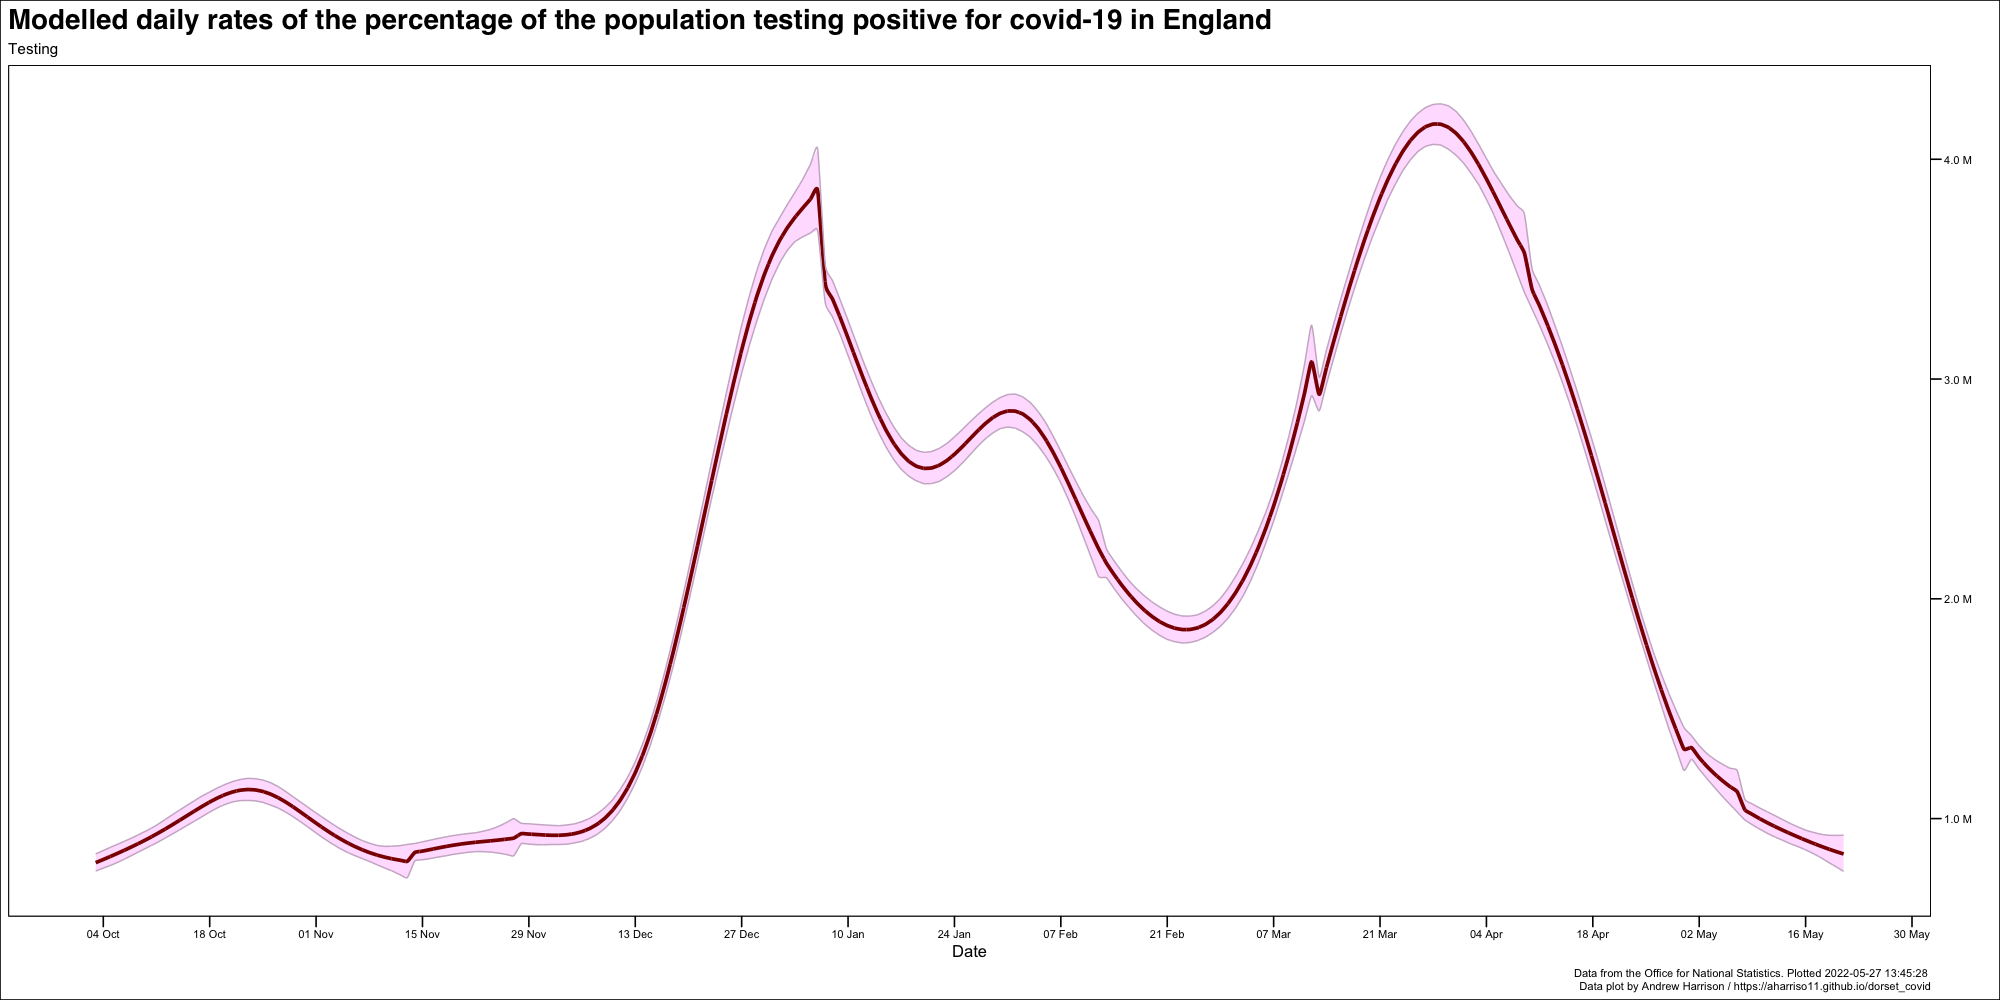 Modelled daily rates of the percentage of the population testing positive for covid-19 in England
Testing
4.0 M
3.0 M
2.0 M
1.0 M
04 Oct 18 Oct 01 Nov 15 Nov 29 Nov 13 Dec 27 Dec 10 Jan 24 Jan 07 Feb 21 Feb 07 Mar 21 Mar 04 Apr 18 Apr 02 May 16 May 30 May
Date
Data from the Office for National Statistics. Plotted 2022-05-27 13:45:28
Data plot by Andrew Harrison / https://aharriso11.github.io/dorset_covid